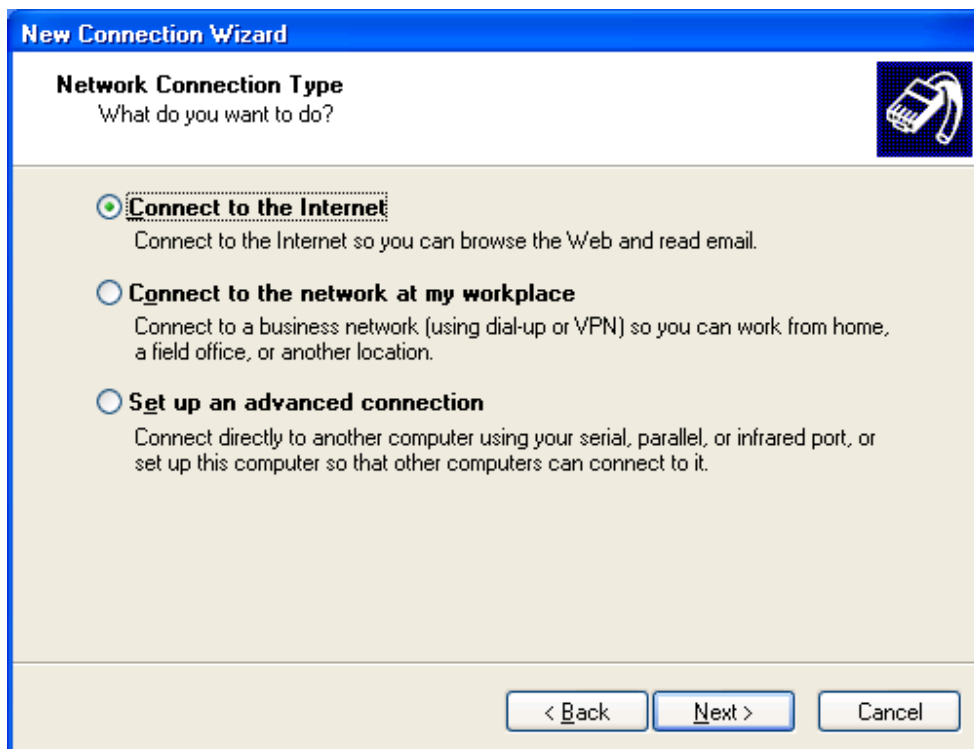 New Connection Wizard
Network Connection Type
What do you want to do?
Connect to the Internet
Connect to the Internet so you can browse the Web and read email.
Connect to the network at my workplace
Connect to a business network (using dial-up or VPN) so you can work from home,
a field office, or another location.
Set up an advanced connection
Connect directly to another computer using your serial, parallel, or infrared port, or
set up this computer so that other computers can connect to it.
< Back
Next >
Cancel